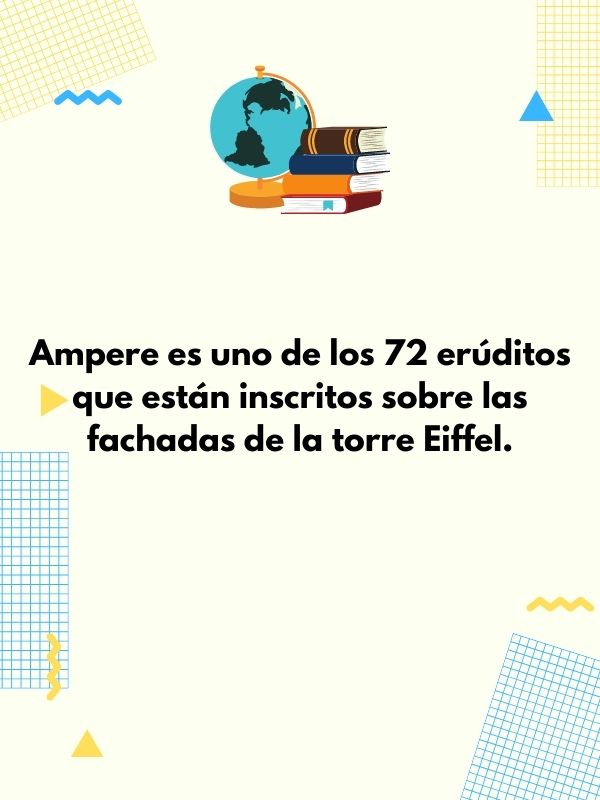 Ampere es uno de los 72 erúditos
que están inscritos sobre las
fachadas de la torre Eiffel.